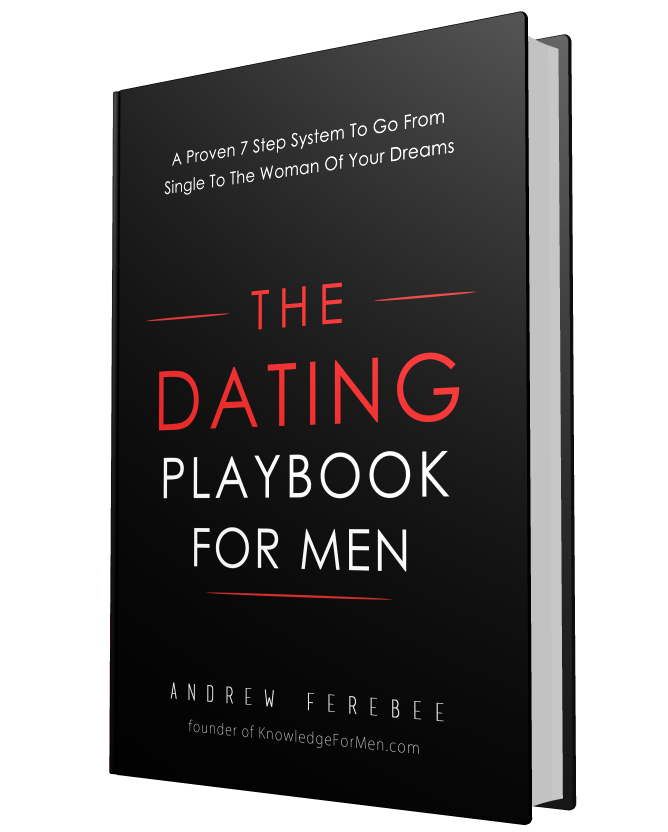 A Proven 7 Step System To Go From
Single To The Woman Of Your Dreams
THE
DATING
PLAYBOOK
FOR MEN
ANDREW FEREBEE
founder of KnowledgeForMen.com